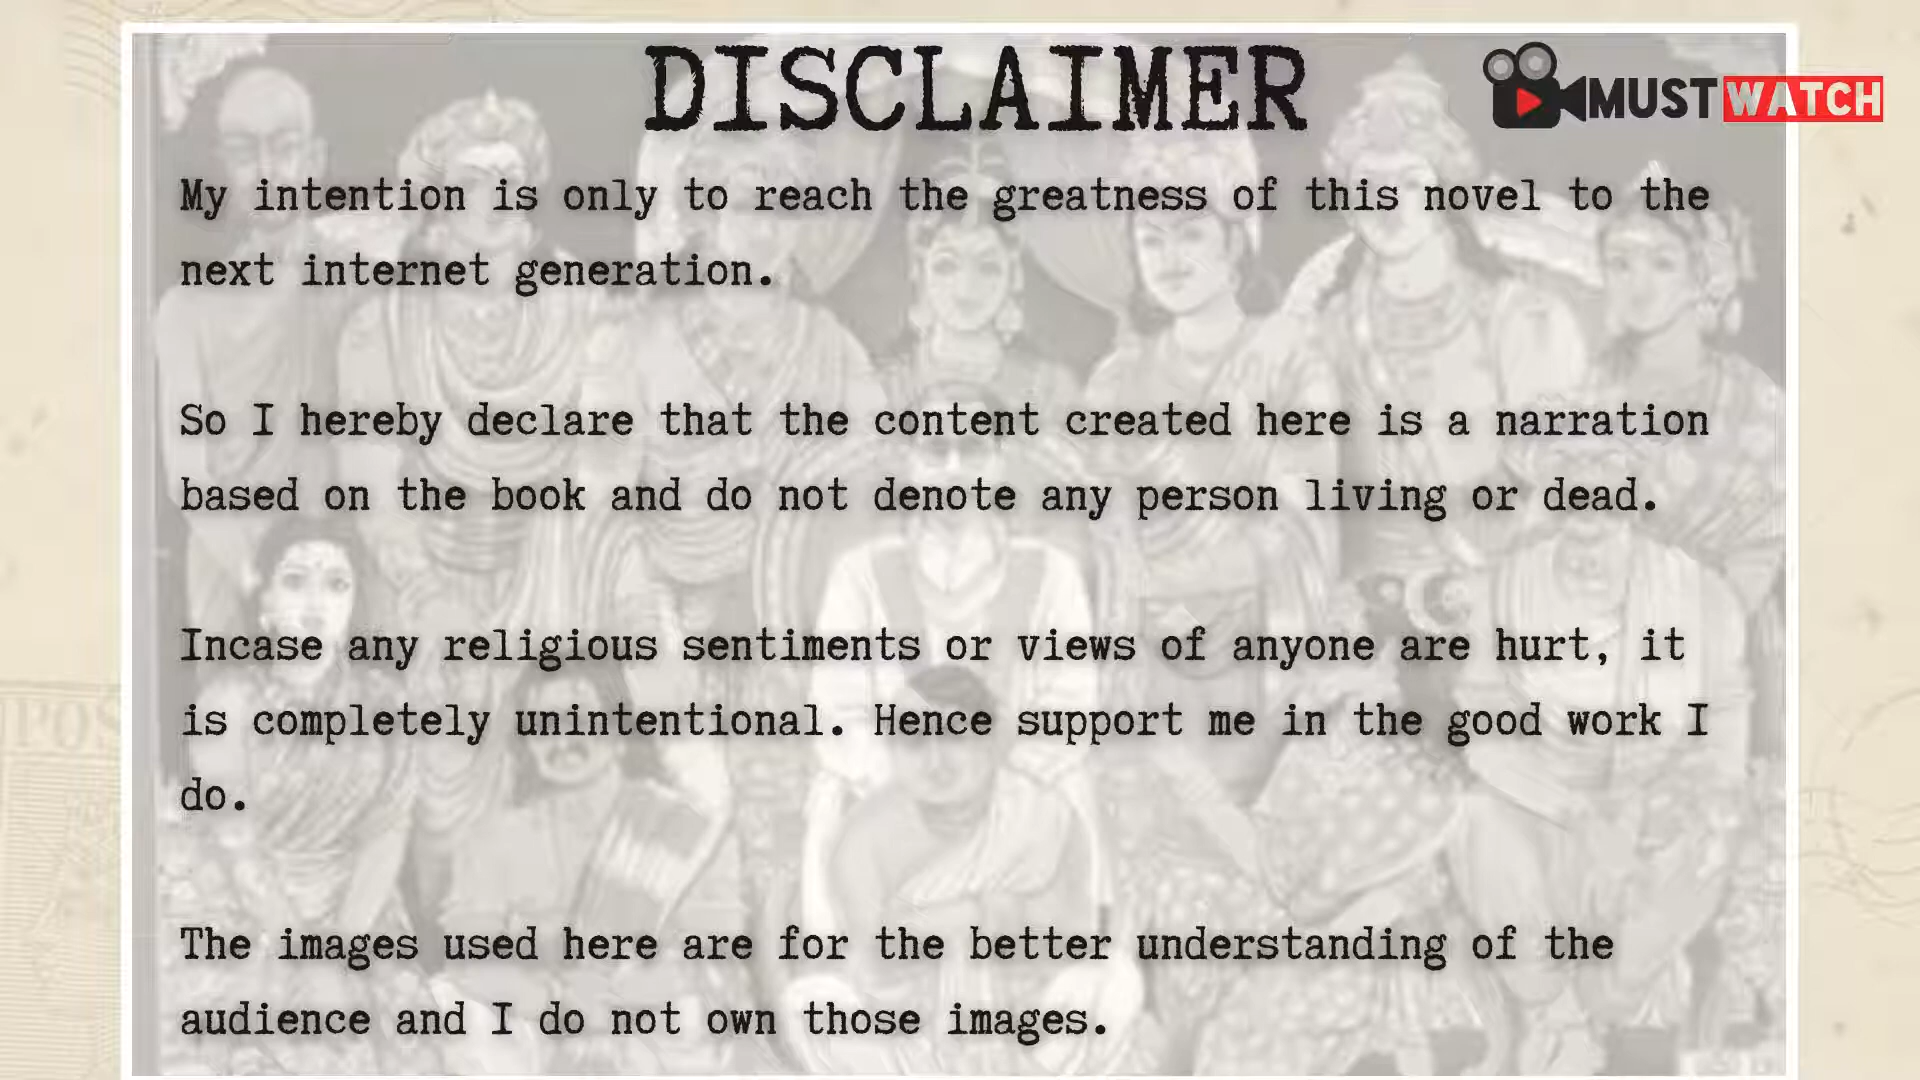 DISCLAIMER
MUST WATCH
My intention is only to reach the greatness of this novel to the
next internet generation.
So I hereby declare that the content created here is a narration
based on the book and do not denote any person living or dead.
Incase any religious sentiments or views of anyone are hurt, it
is completely unintentional. Hence support me in the good work I
do.
POS
The images used here are for the better understanding of the
audience and I do not own those images.